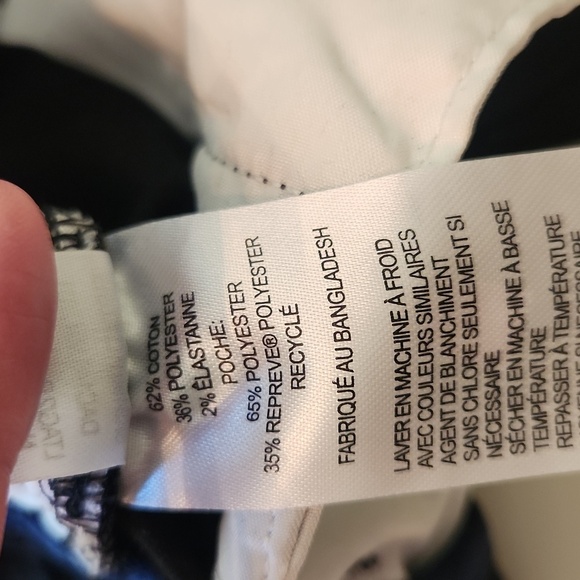 62% COTON
36% POLYESTER
2% ÉLASTANNE
POCHE:
65% POLYESTER
35% REPREVE® POLYESTER
RECYCLÉ
FABRIQUÉ AU BANGLADESH
LAVER EN MACHINE À FROID
AVEC COULEURS SIMILAIRES
AGENT DE BLANCHIMENT
SANS CHLORE SEULEMENT SI
NÉCESSAIRE
SÉCHER EN MACHINE À BASSE
TEMPÉRATURE
REPASSER À TEMPÉRATURE